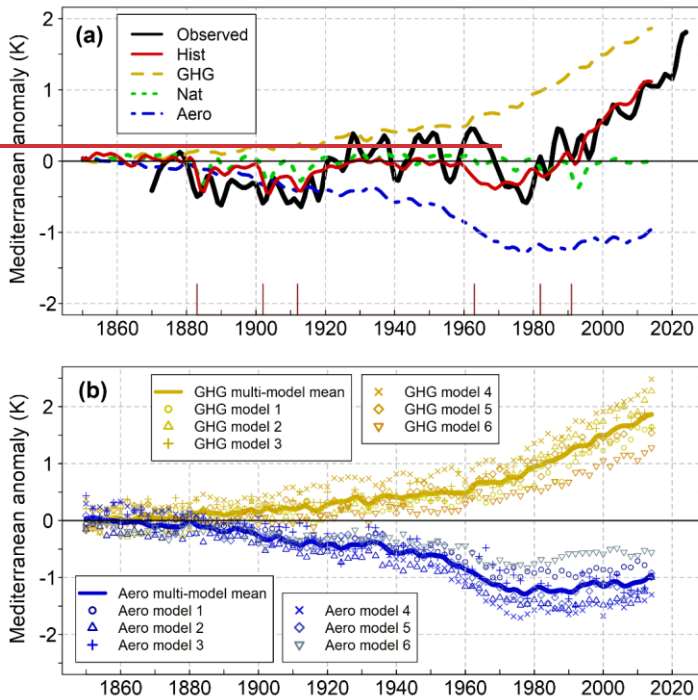 (a)
Observed
Hist
GHG
Nat
Aero
Mediterranean anomaly (K)
2
1
0
-1
-2
1860 1880 1900 1920 1940 1960 1980 2000 2020
(b)
GHG multi-model mean
GHG model 1
GHG model 2
GHG model 3
GHG model 4
GHG model 5
GHG model 6
Mediterranean anomaly (K)
2
1
0
-1
-2
Aero multi-model mean
Aero model 1
Aero model 2
Aero model 3
Aero model 4
Aero model 5
Aero model 6
1860 1880 1900 1920 1940 1960 1980 2000 2020